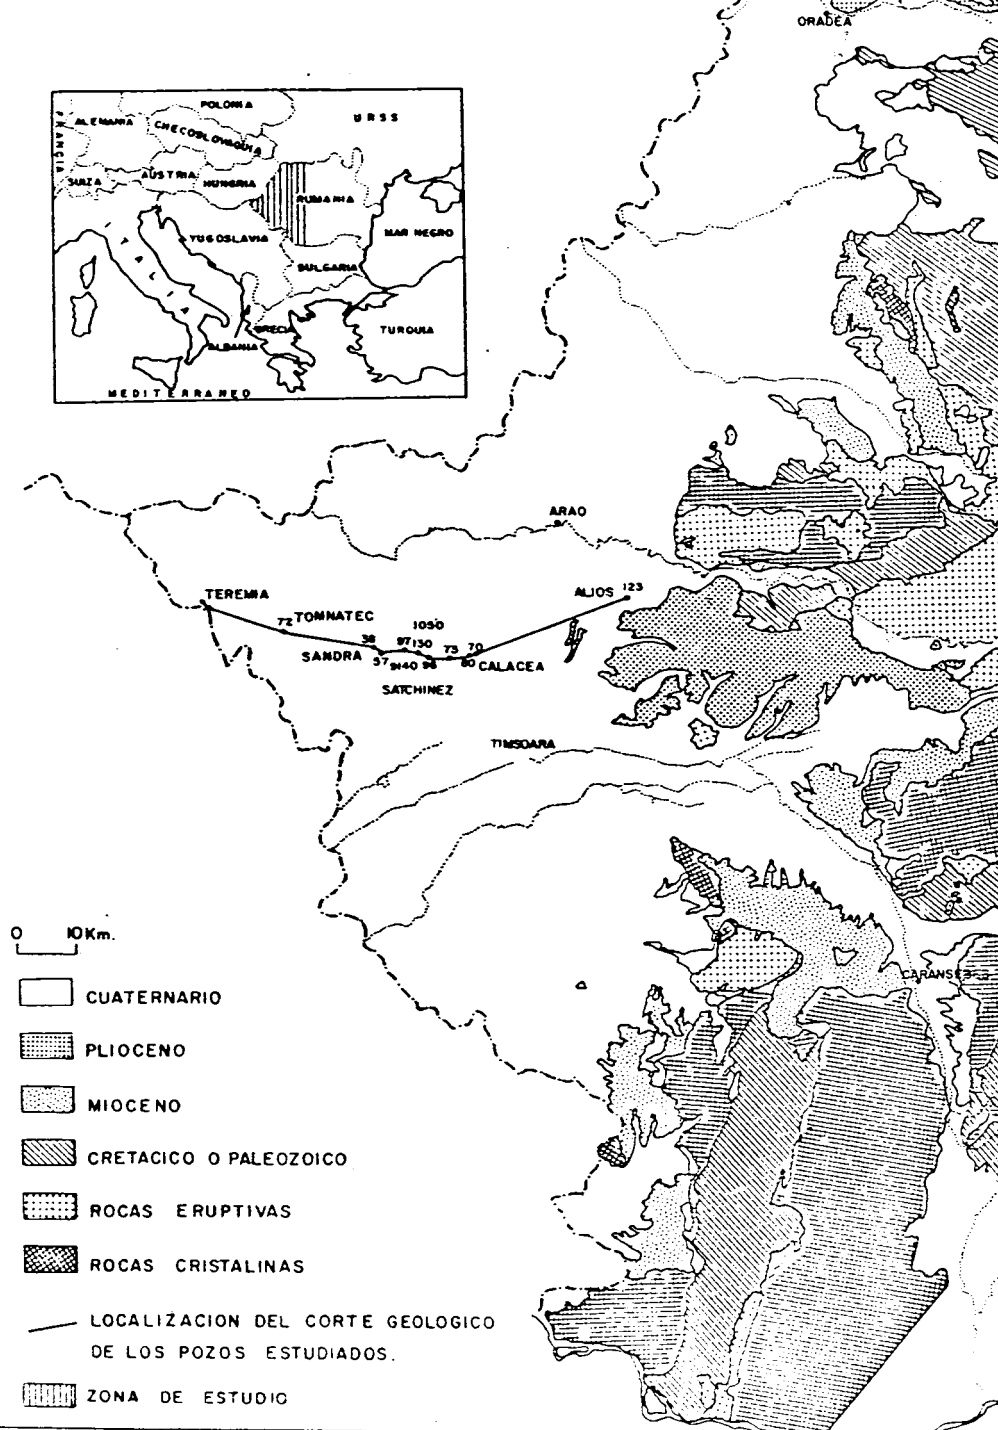 ORADEA
POLONIA
URSS
ALEMANIA
FRANCIA
CHECOSLOVAQUIA
SUIZA
AUSTRIA
HUNGRIA
RUMANIA
YUGOSLAVIA
MAR NEGRO
ITALIA
BULGARIA
GRECIA
TURQUIA
ALBANIA
MEDITERRANEO
ARAD
TEREMIA
ALIOS 123
72 TOMNATEC
1050
38
97 130
73
70
SANDRA
57
9140
96
80
CALACEA
SATCHINEZ
TIMSOARA
CARANSEBES
0 10 Km.
CUATERNARIO
PLIOCENO
MIOCENO
CRETACICO O PALEOZOICO
ROCAS ERUPTIVAS
ROCAS CRISTALINAS
LOCALIZACION DEL CORTE GEOLOGICO
DE LOS POZOS ESTUDIADOS.
ZONA DE ESTUDIO